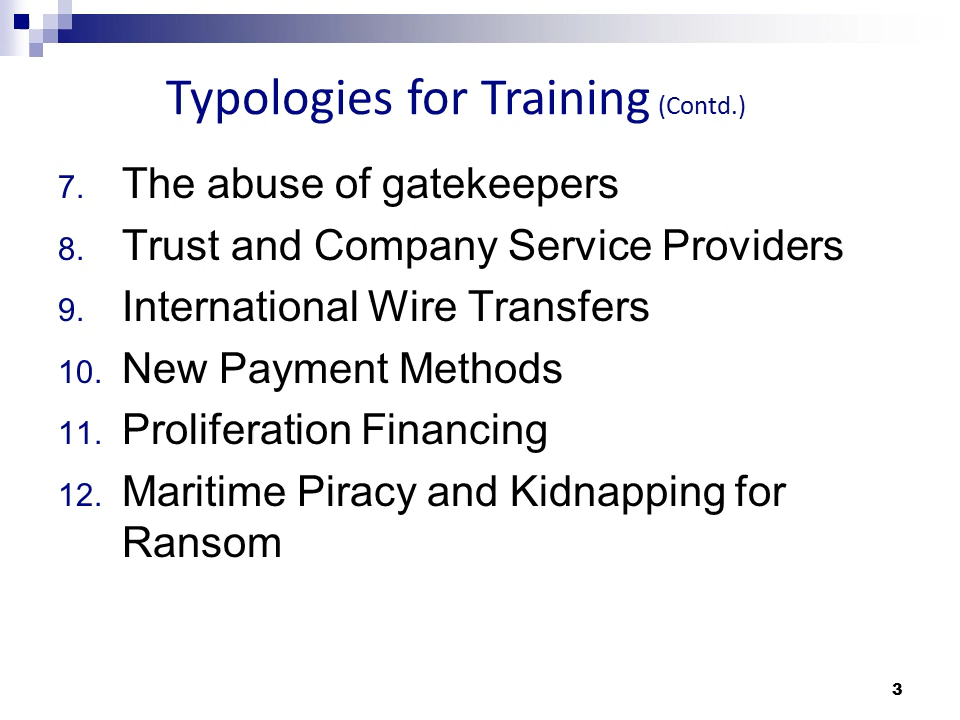 Typologies for Training (Contd.)
7. The abuse of gatekeepers
8. Trust and Company Service Providers
9. International Wire Transfers
10. New Payment Methods
11. Proliferation Financing
12. Maritime Piracy and Kidnapping for
Ransom
3